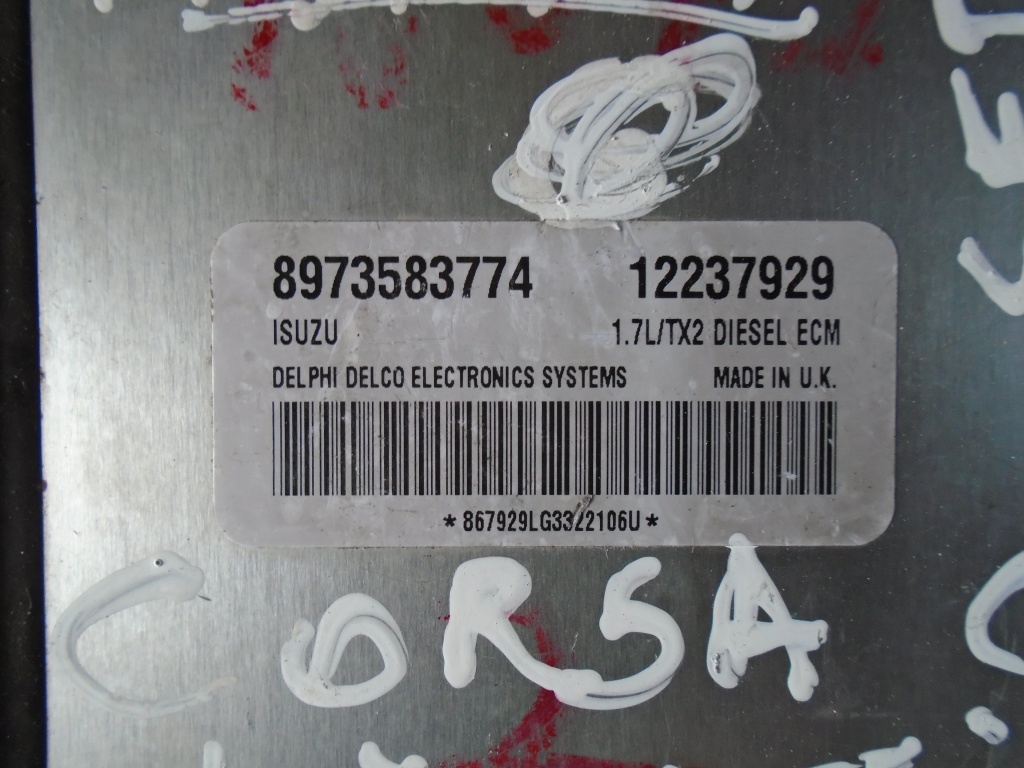 8973583774 12237929
ISUZU 1.7L/TX2 DIESEL ECM
DELPHI DELCO ELECTRONICS SYSTEMS MADE IN U.K.
*867929LG3322106U*
CORSA